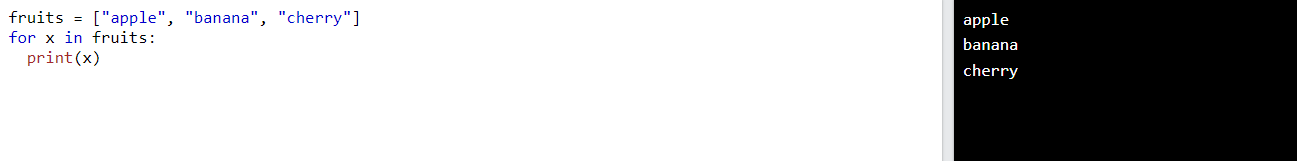 fruits = ["apple", "banana", "cherry"]
for x in fruits:
  print(x)
apple
banana
cherry